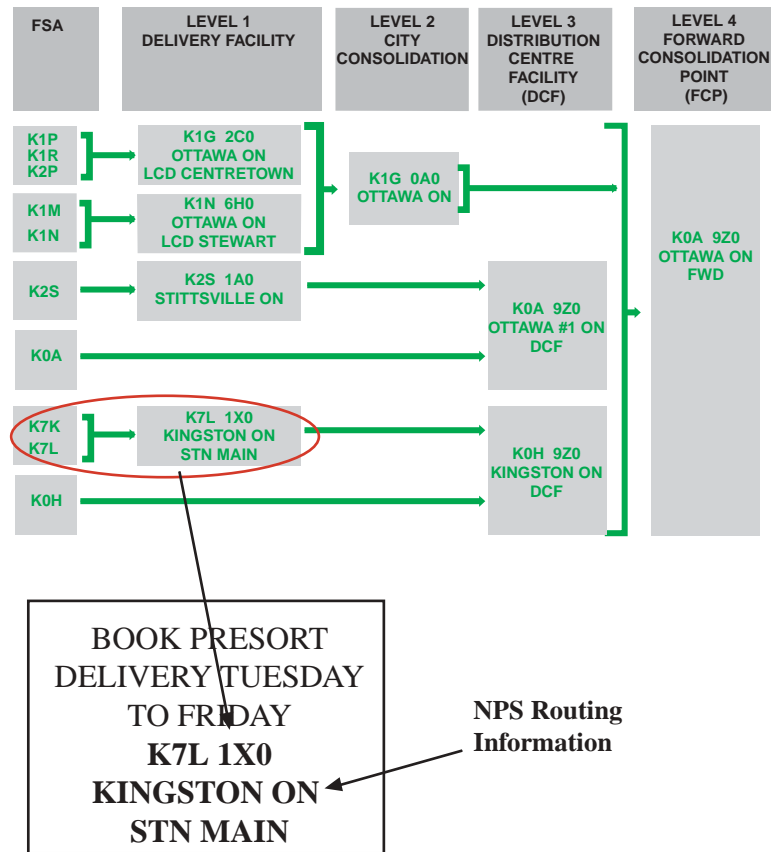 FSA
LEVEL 1
DELIVERY FACILITY
LEVEL 2
CITY
CONSOLIDATION
LEVEL 3
DISTRIBUTION
CENTRE
FACILITY
(DCF)
LEVEL 4
FORWARD
CONSOLIDATION
POINT
(FCP)
K1P
K1R
K2P
K1G 2C0
OTTAWA ON
LCD CENTRETOWN
K1M
K1N
K1N 6H0
OTTAWA ON
LCD STEWART
K1G 0A0
OTTAWA ON
K2S
K2S 1A0
STITTSVILLE ON
K0A
K0A 9Z0
OTTAWA #1 ON
DCF
K7K
K7L
K7L 1X0
KINGSTON ON
STN MAIN
K0H
K0H 9Z0
KINGSTON ON
DCF
K0A 9Z0
OTTAWA ON
FWD
BOOK PRESORT
DELIVERY TUESDAY
TO FRIDAY
K7L 1X0
KINGSTON ON
STN MAIN
NPS Routing
Information